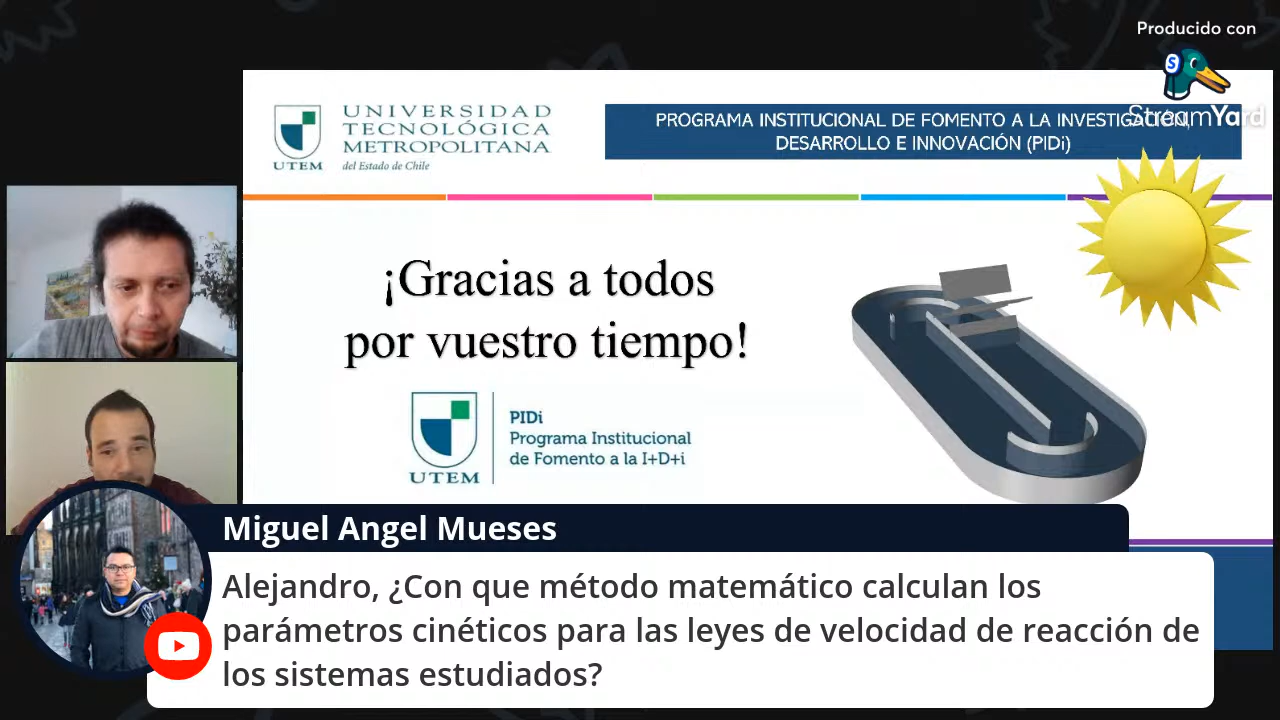 Producido con
StreamYard
UNIVERSIDAD
TECNOLÓGICA
METROPOLITANA
del Estado de Chile
UTEM
PROGRAMA INSTITUCIONAL DE FOMENTO A LA INVESTIGACIÓN,
DESARROLLO E INNOVACIÓN (PIDi)
¡Gracias a todos
por vuestro tiempo!
PIDi
Programa Institucional
de Fomento a la I+D+i
UTEM
Miguel Angel Mueses
Alejandro, ¿Con que método matemático calculan los
parámetros cinéticos para las leyes de velocidad de reacción de
los sistemas estudiados?